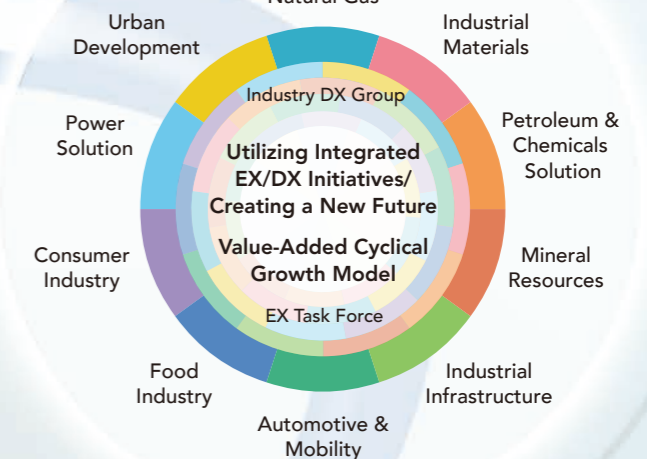 Natural Gas
Urban
Development
Industrial
Materials
Industry DX Group
Power
Solution
Petroleum &
Chemicals
Solution
Utilizing Integrated
EX/DX Initiatives/
Creating a New Future
Value-Added Cyclical
Growth Model
Consumer
Industry
Mineral
Resources
EX Task Force
Food
Industry
Industrial
Infrastructure
Automotive &
Mobility